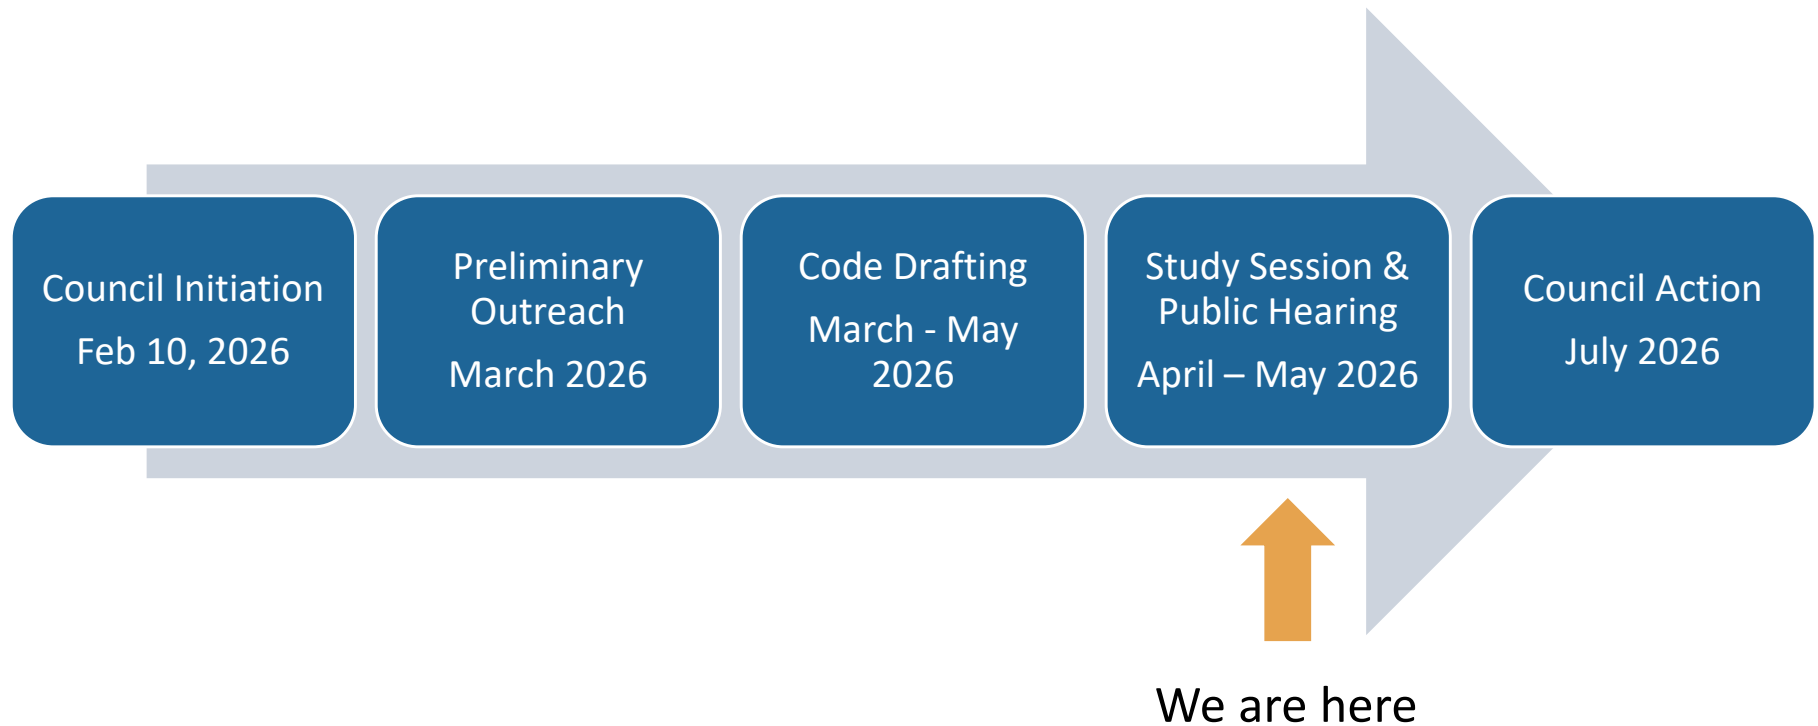 Council Initiation
Feb 10, 2026
Preliminary
Outreach
March 2026
Code Drafting
March - May
2026
Study Session &
Public Hearing
April – May 2026
Council Action
July 2026
We are here